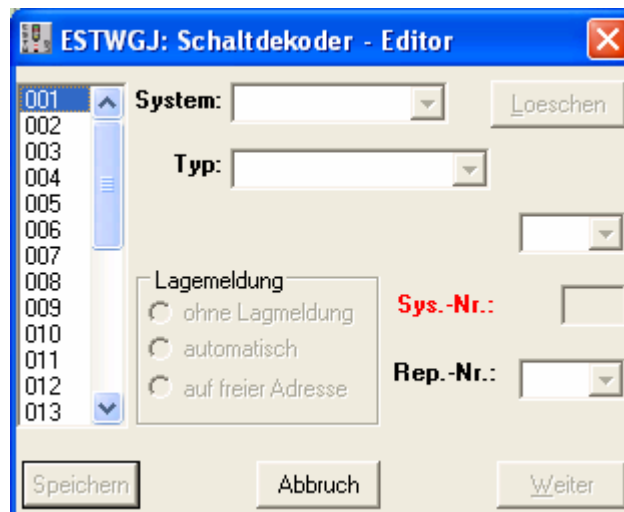 ESTWGJ: Schaltdekoder - Editor
001
002
003
004
005
006
007
008
009
010
011
012
013
System:
Loeschen
Typ:
Lagemeldung
ohne Lagmeldung
automatisch
auf freier Adresse
Sys.-Nr.:
Rep.-Nr.:
Speichern
Abbruch
Weiter